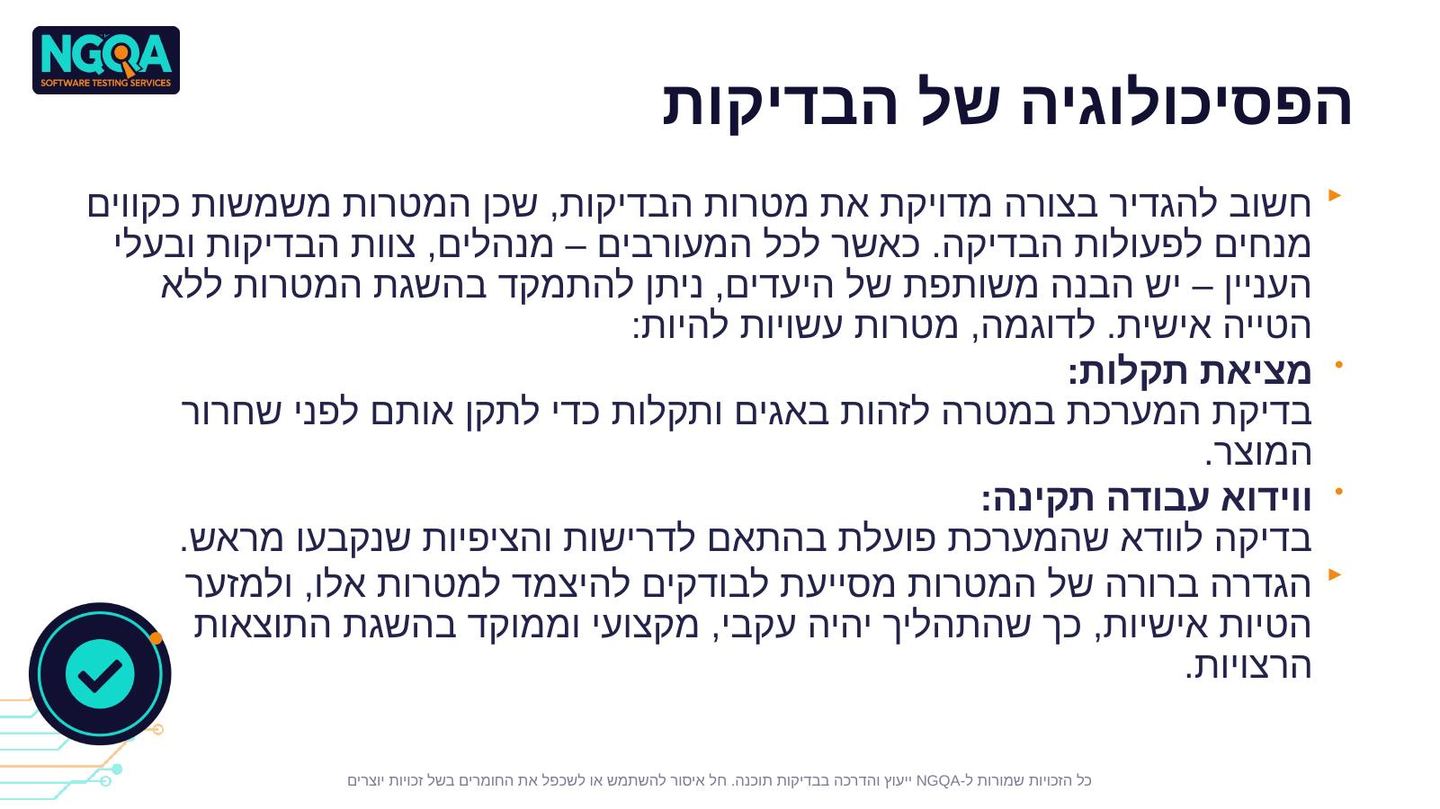 NGQA
SOFTWARE TESTING SERVICES
הפסיכולוגיה של הבדיקות
חשוב להגדיר בצורה מדויקת את מטרות הבדיקות, שכן המטרות משמשות כקווים
מנחים לפעולות הבדיקה. כאשר לכל המעורבים – מנהלים, צוות הבדיקות ובעלי
העניין – יש הבנה משותפת של היעדים, ניתן להתמקד בהשגת המטרות ללא
הטייה אישית. לדוגמה, מטרות עשויות להיות:
מציאת תקלות:
בדיקת המערכת במטרה לזהות באגים ותקלות כדי לתקן אותם לפני שחרור
המוצר.
ווידוא עבודה תקינה:
בדיקה לוודא שהמערכת פועלת בהתאם לדרישות והציפיות שנקבעו מראש.
הגדרה ברורה של המטרות מסייעת לבודקים להיצמד למטרות אלו, ולמזער
הטיות אישיות, כך שהתהליך יהיה עקבי, מקצועי וממוקד בהשגת התוצאות
הרצויות.
כל הזכויות שמורות ל-NGQA ייעוץ והדרכה בבדיקות תוכנה. חל איסור להשתמש או לשכפל את החומרים בשל זכויות יוצרים